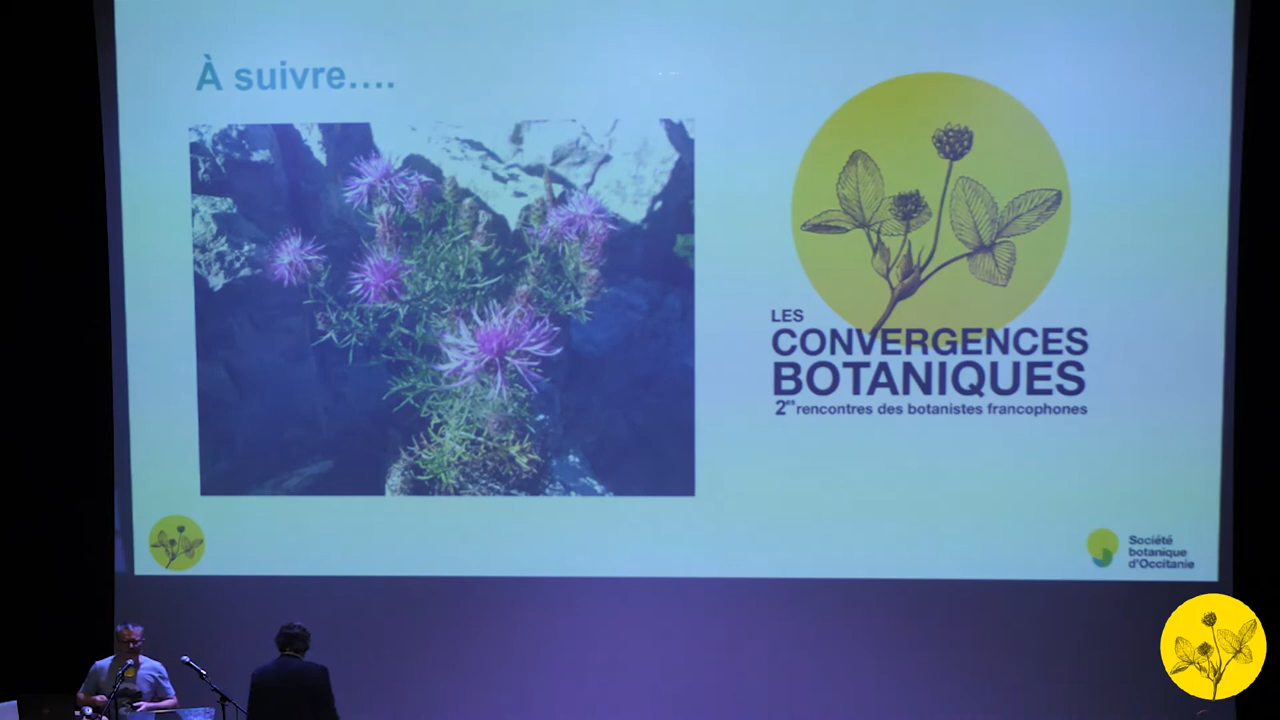 À suivre....
LES
CONVERGENCES
BOTANIQUES
2es rencontres des botanistes francophones
Société
botanique
d'Occitanie